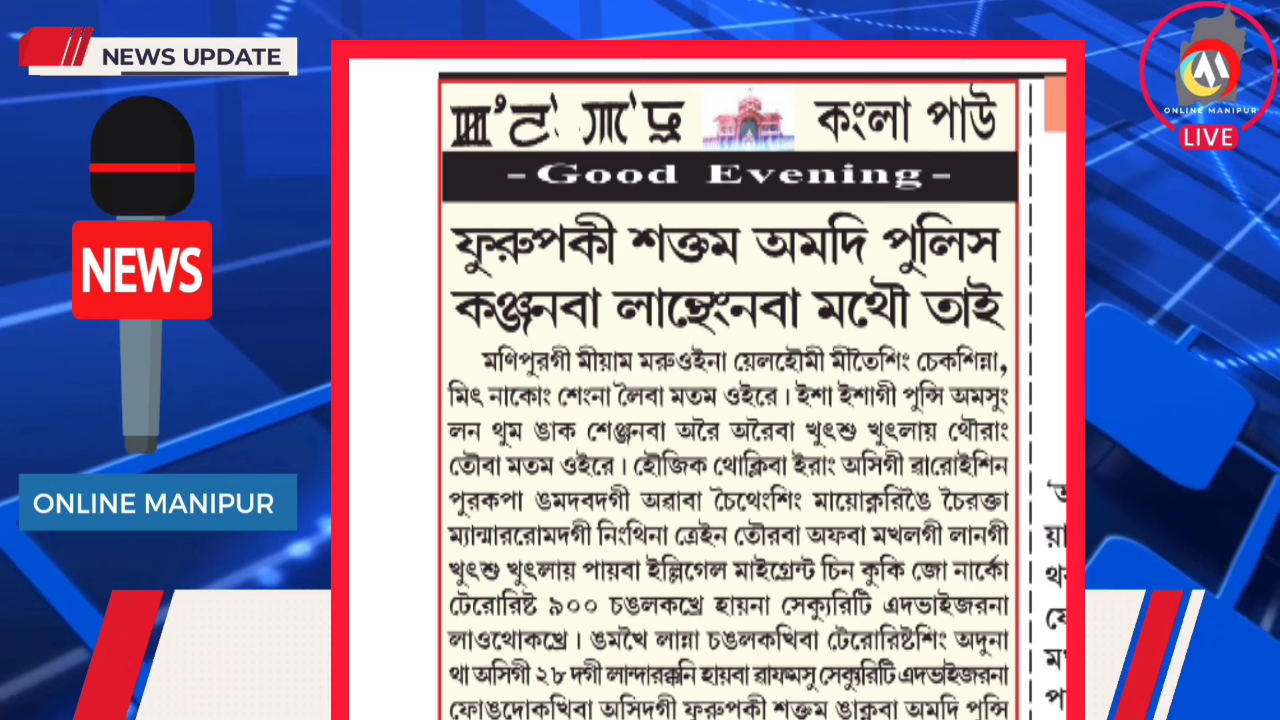 NEWS UPDATE
NEWS
ONLINE MANIPUR
ONLINE MANIPUR
LIVE
কংলা পাউ
-Good Evening-
ফুরুপকী শক্তম অমদি পুলিস
কঞ্জনবা লান্থেংনবা মথৌ তাই
মণিপুরগী মীয়াম মরুওইনা য়েলহৌমী মীতৈশিং চেকশিন্না,
মিৎ নাকোং শেংনা লৈবা মতম ওইরে। ইশা ইশাগী পুন্সি অমসুং
লন থুম ঙাক শেঞ্জনবা অরৈ অরৈবা খুৎশু খুৎলায় থৌরাং
তৌবা মতম ওইরে। হৌজিক থোক্লিবা ইরাং অসিগী ৱারোইশিন
পুরকপা ঙমদবদগী অৱাবা চৈথেংশিং মায়োক্নরিঙৈ চৈরক্তা
ম্যান্মাররোমদগী নিংথিনা ত্রেইন তৌরবা অফবা মখলগী লানগী
খুৎশু খুৎলায় পায়বা ইল্লিগেল মাইগ্রেন্ট চিন কুকি জো নার্কো
টেরোরিষ্ট ৯০০ চঙলকখ্রে হায়না সেক্যুরিটি এদভাইজরনা
লাওথোকখ্রে। ঙমখৈ লান্না চঙলকখিবা টেরোরিষ্টশিং অদুনা
থা অসিগী ২৮ দগী লান্দারক্কনি হায়বা ৱাফমসু সেক্যুরিটি এদভাইজরনা
ফোঙদোকখিবা অসিদগী ফুরুপকী শক্তম ঙাক্নবা অমদি পুন্সি